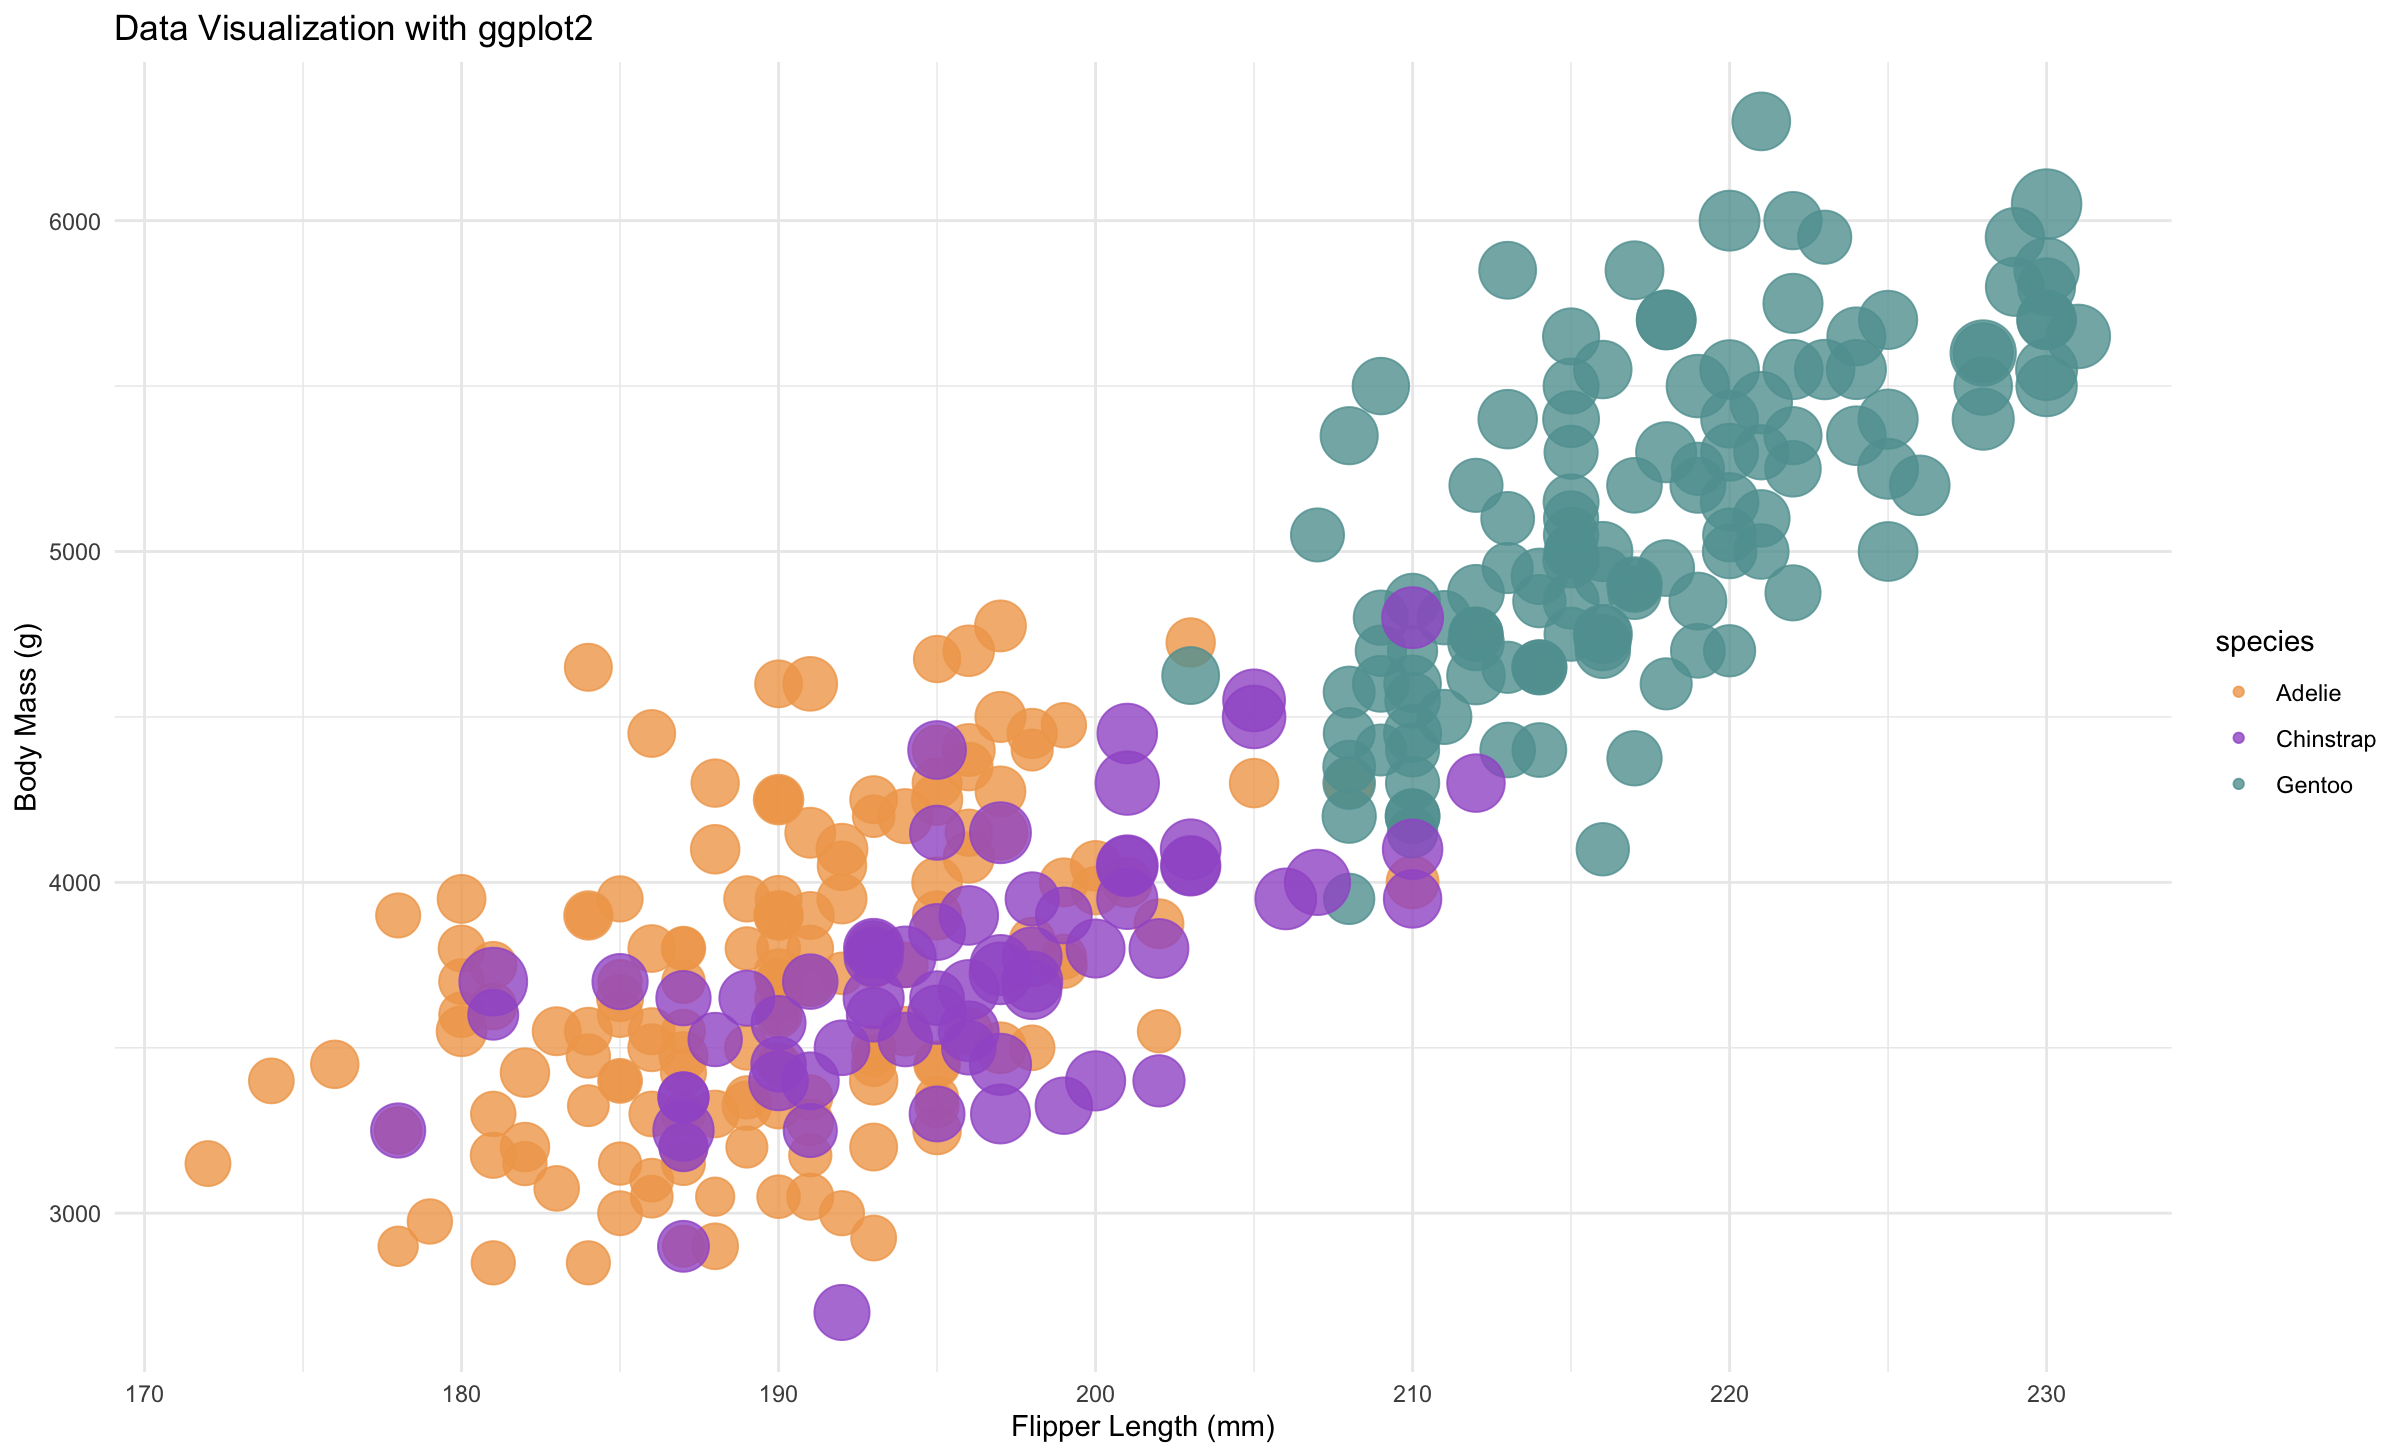 Data Visualization with ggplot2
6000
5000
4000
3000
Body Mass (g)
170 180 190 200 210 220 230
Flipper Length (mm)
species
Adelie
Chinstrap
Gentoo